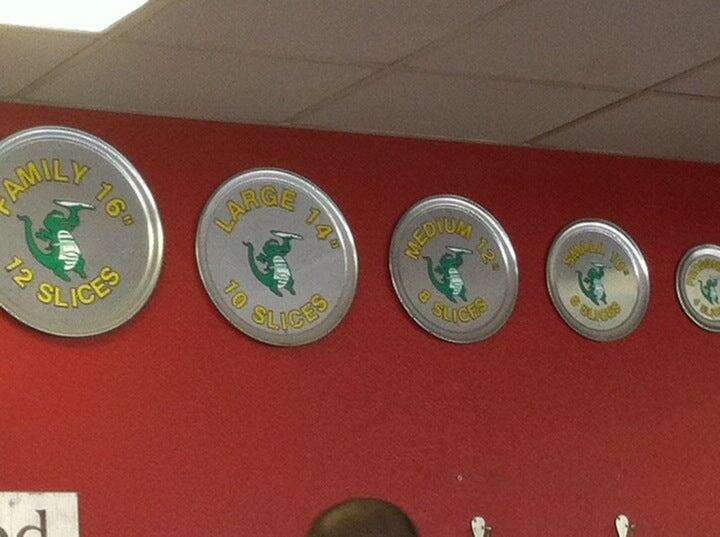 FAMILY 16"
12 SLICES
LARGE 14"
10 SLICES
MEDIUM 12"
8 SLICES
SMALL 10"
6 SLICES